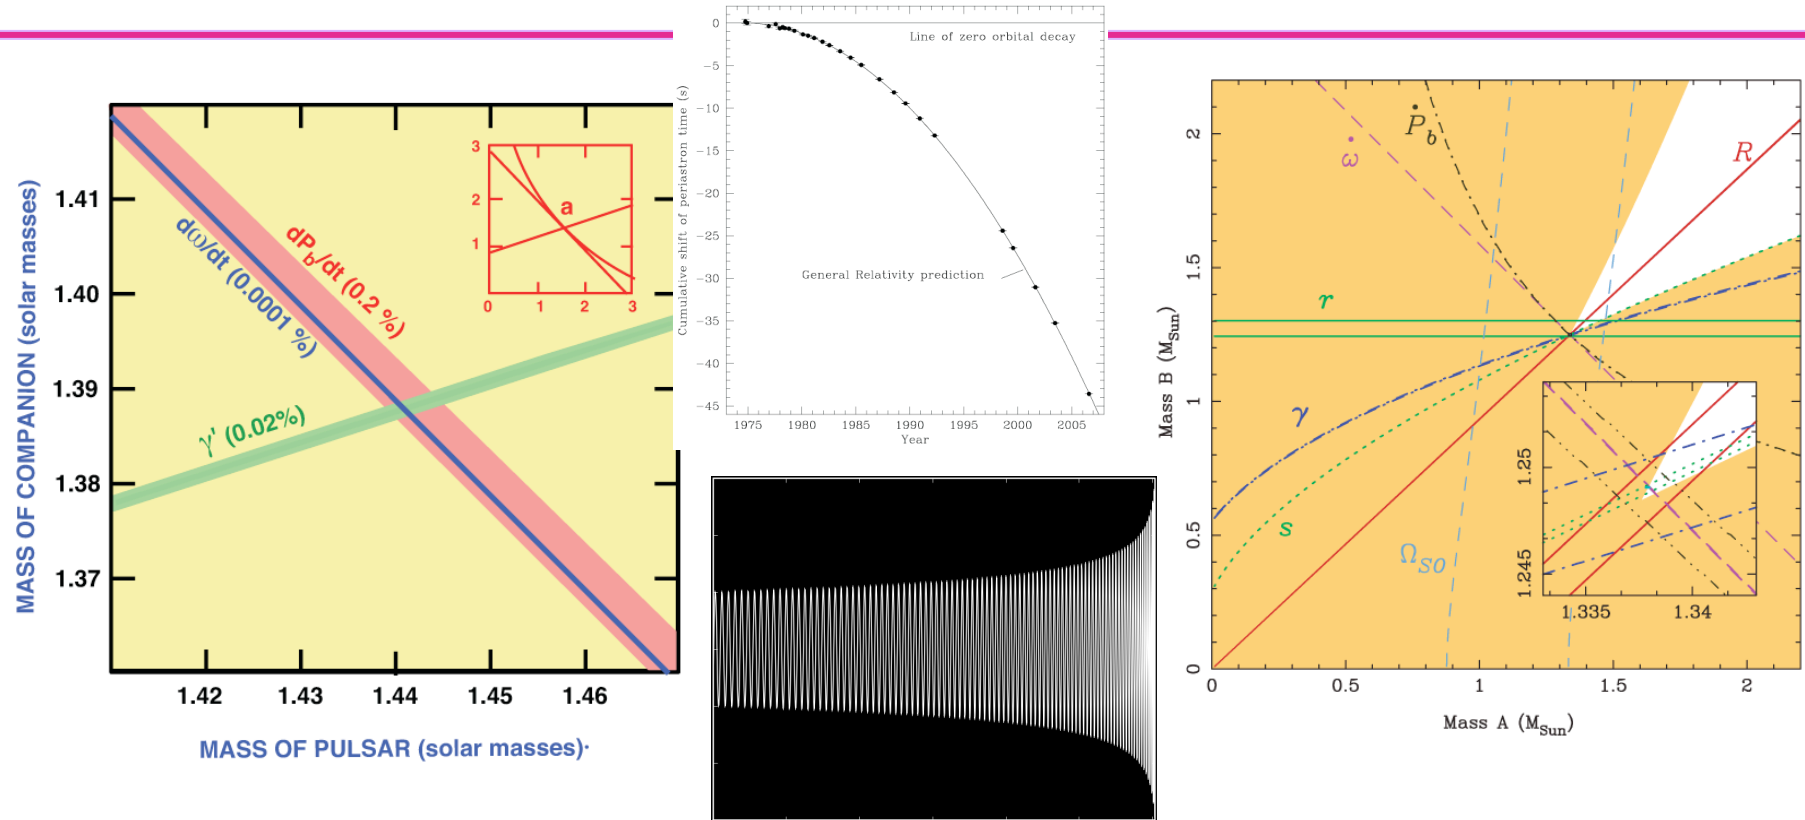 MASS OF COMPANION (solar masses)
1.41
1.40
1.39
1.38
1.37
1.42
1.43
1.44
1.45
1.46
MASS OF PULSAR (solar masses)·
dω/dt (0.0001 %)
dP_b/dt (0.2 %)
γ' (0.02%)
3
2
1
0
1
2
3
a
Cumulative shift of periastron time (s)
0
−5
−10
−15
−20
−25
−30
−35
−40
−45
Line of zero orbital decay
General Relativity prediction
1975
1980
1985
1990
1995
2000
2005
Year
Mass B (M_Sun)
2
1.5
1
0.5
0
0
0.5
1
1.5
2
Mass A (M_Sun)
Ṗ_b
ω̇
R
r
γ
s
Ω_SO
1.25
1.245
1.335
1.34